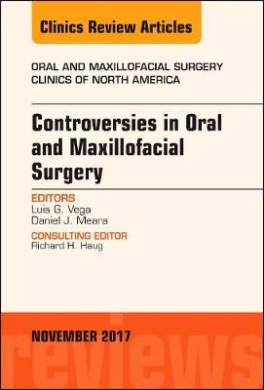 Clinics Review Articles
ORAL AND MAXILLOFACIAL SURGERY
CLINICS OF NORTH AMERICA
Controversies in Oral
and Maxillofacial
Surgery
EDITORS
Luis G. Vega
Daniel J. Meara
CONSULTING EDITOR
Richard H. Haug
NOVEMBER 2017
reviews